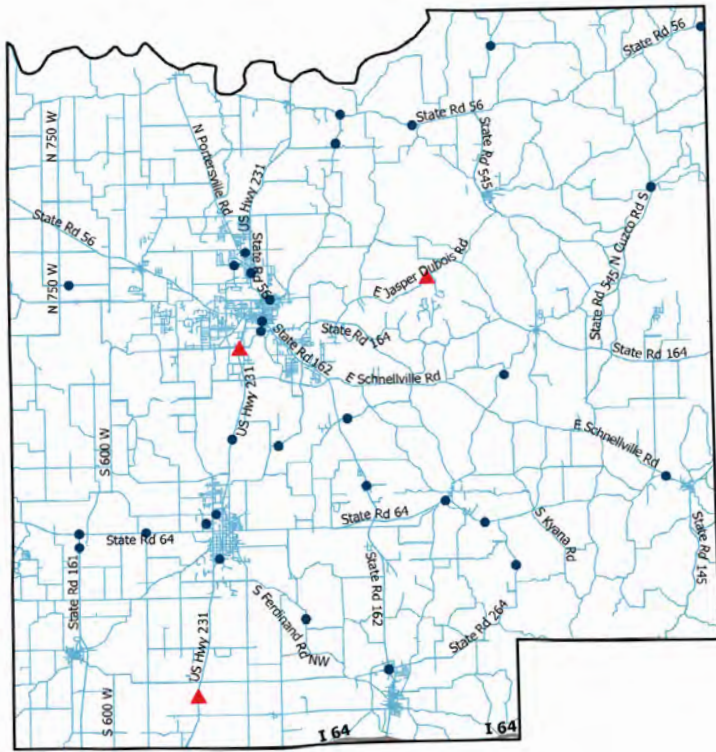 State Rd 56
N 750 W
N Portersville Rd
US Hwy 231
State Rd 56
State Rd 545
State Rd 56
N Cuzco Rd S
State Rd 545
State Rd 56
E Jasper Dubois Rd
N 750 W
State Rd 164
State Rd 162
State Rd 164
E Schnellville Rd
US Hwy 231
E Schnellville Rd
S 600 W
State Rd 64
S Kyana Rd
State Rd 64
State Rd 145
State Rd 161
State Rd 162
S Ferdinand Rd NW
State Rd 264
US Hwy 231
S 600 W
I 64
I 64